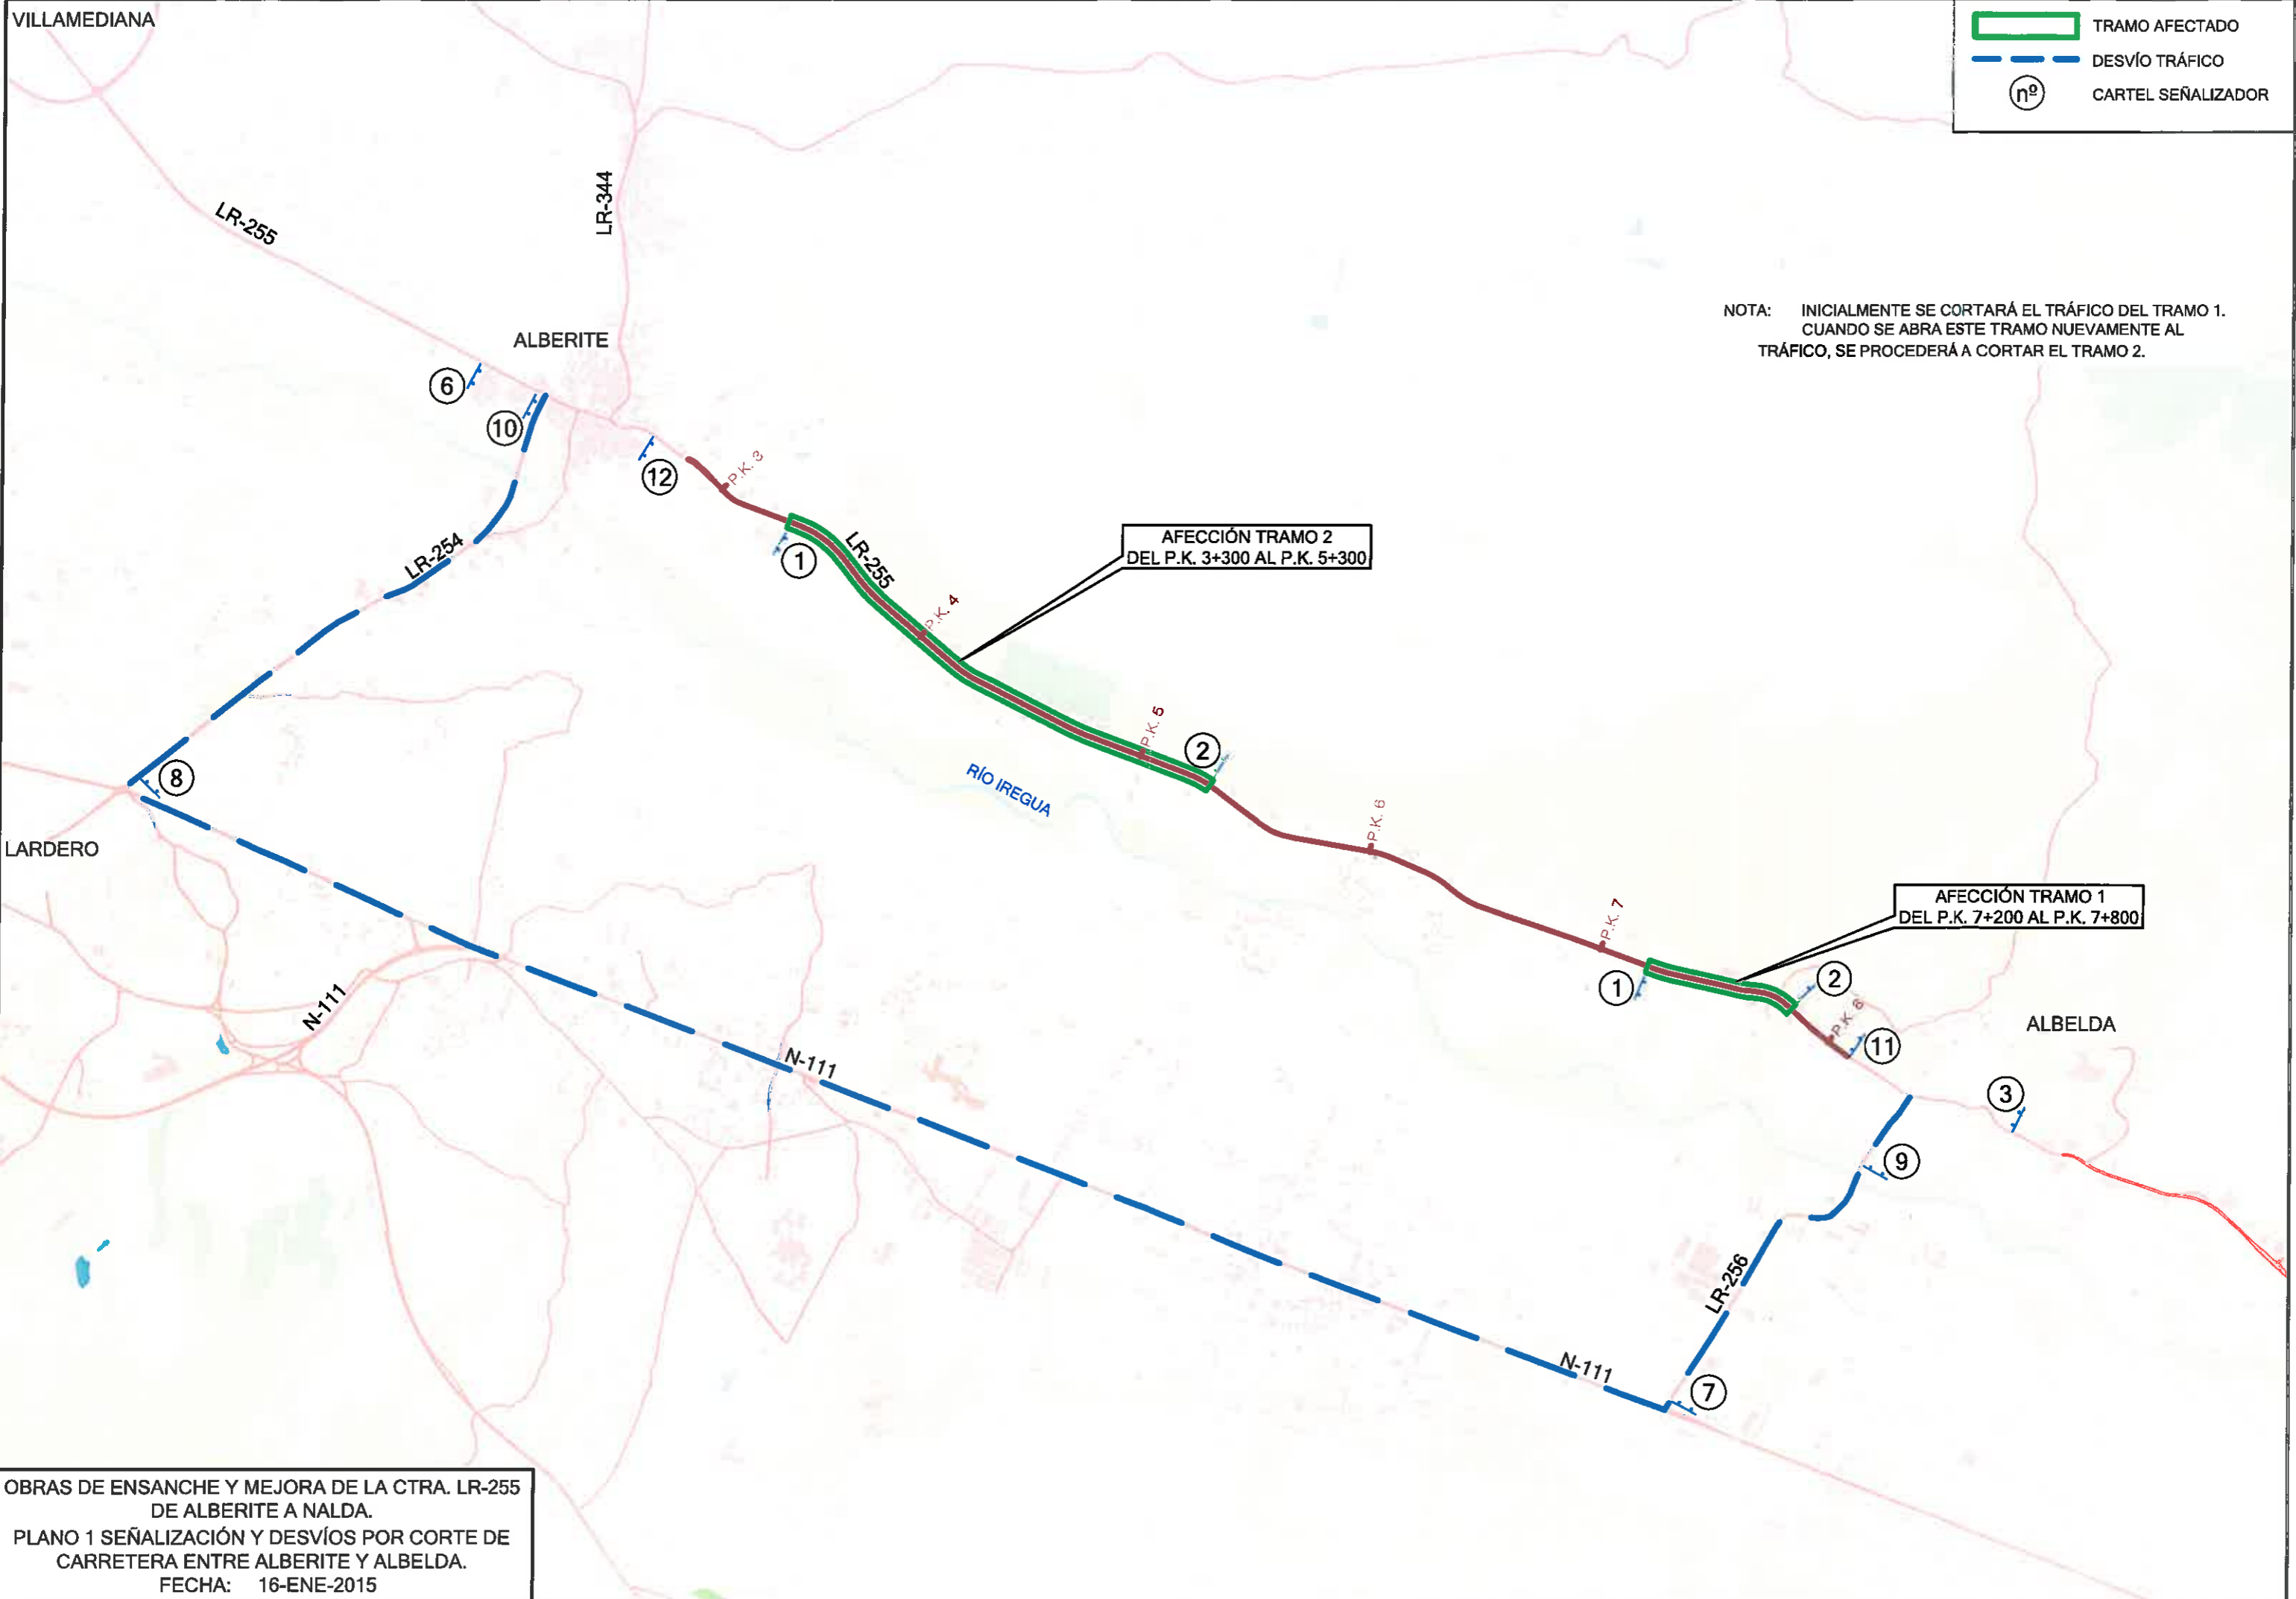 VILLAMEDIANA
TRAMO AFECTADO
DESVÍO TRÁFICO
nº
CARTEL SEÑALIZADOR
LR-344
LR-255
NOTA: INICIALMENTE SE CORTARÁ EL TRÁFICO DEL TRAMO 1.
CUANDO SE ABRA ESTE TRAMO NUEVAMENTE AL
TRÁFICO, SE PROCEDERÁ A CORTAR EL TRAMO 2.
ALBERITE
6
10
12
P.K. 3
1
LR-255
LR-254
AFECCIÓN TRAMO 2
DEL P.K. 3+300 AL P.K. 5+300
P.K. 4
P.K. 5
2
8
RÍO IREGUA
P.K. 6
LARDERO
AFECCIÓN TRAMO 1
DEL P.K. 7+200 AL P.K. 7+800
P.K. 7
1
2
N-111
P.K. 8
ALBELDA
11
N-111
3
9
LR-256
N-111
7
OBRAS DE ENSANCHE Y MEJORA DE LA CTRA. LR-255
DE ALBERITE A NALDA.
PLANO 1 SEÑALIZACIÓN Y DESVÍOS POR CORTE DE
CARRETERA ENTRE ALBERITE Y ALBELDA.
FECHA: 16-ENE-2015